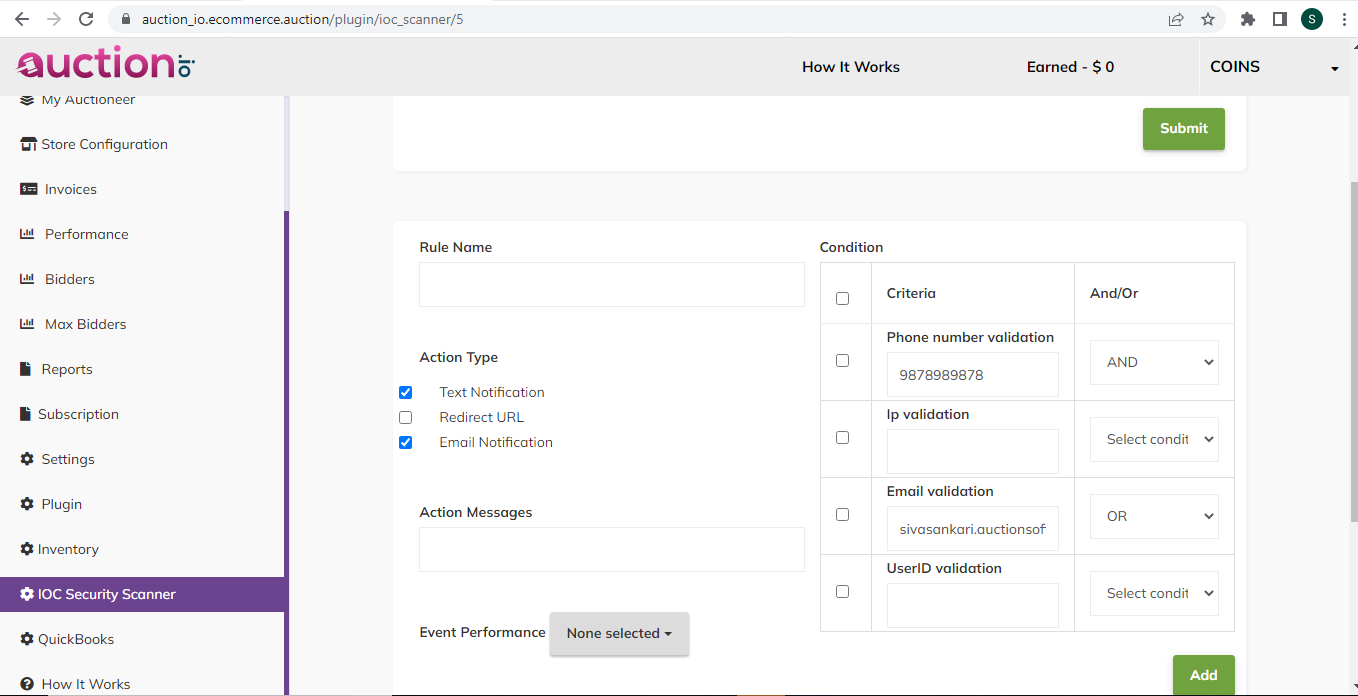 auction_io.ecommerce.auction/plugin/ioc_scanner/5
S
auction io
How It Works
Earned - $ 0
COINS
My Auctioneer
Store Configuration
Invoices
Performance
Bidders
Max Bidders
Reports
Subscription
Settings
Plugin
Inventory
IOC Security Scanner
QuickBooks
How It Works
Submit
Rule Name
Action Type
Text Notification
Redirect URL
Email Notification
Action Messages
Event Performance
None selected
Condition
Criteria
And/Or
Phone number validation
9878989878
AND
Ip validation
Select condit
Email validation
sivasankari.auctionsof
OR
UserID validation
Select condit
Add